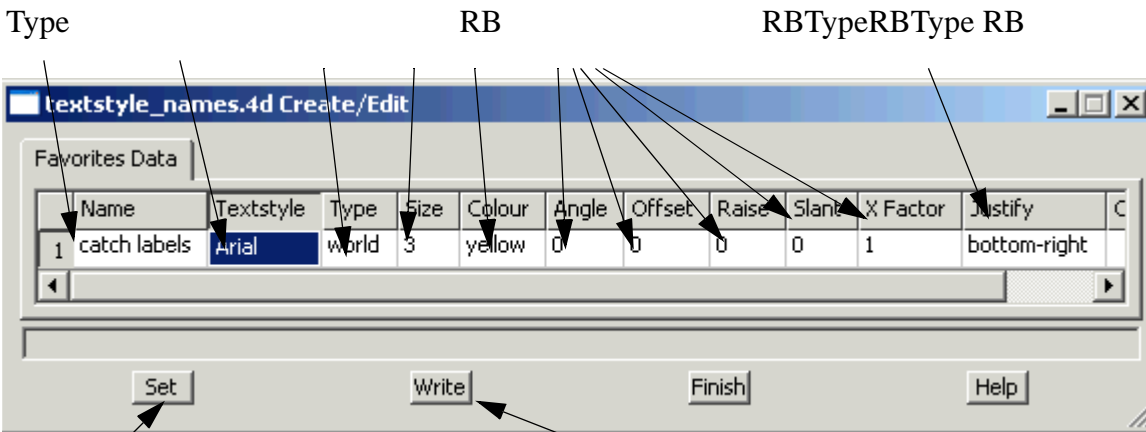 Type RB RBTypeRBType RB
textstyle_names.4d Create/Edit
Favorites Data
Name Textstyle Type Size Colour Angle Offset Raise Slant X Factor Justify C
1 catch labels Arial world 3 yellow 0 0 0 0 1 bottom-right
Set Write Finish Help